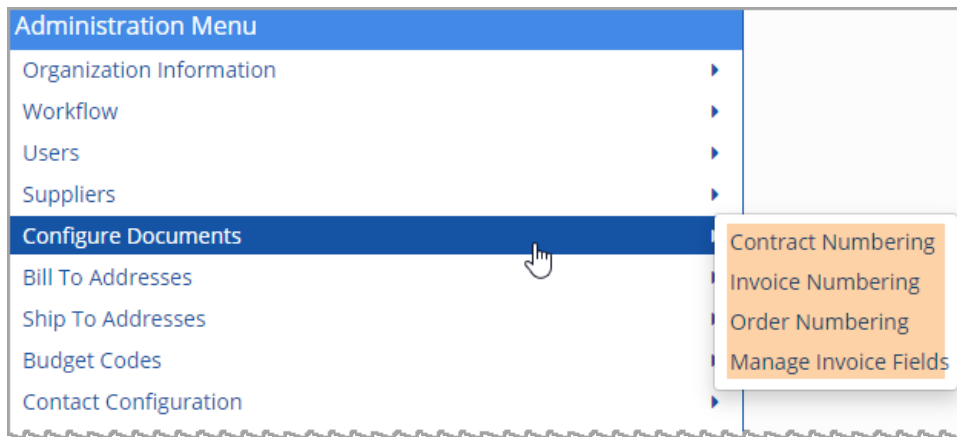 Administration Menu
Organization Information
Workflow
Users
Suppliers
Configure Documents
Bill To Addresses
Ship To Addresses
Budget Codes
Contact Configuration
Contract Numbering
Invoice Numbering
Order Numbering
Manage Invoice Fields